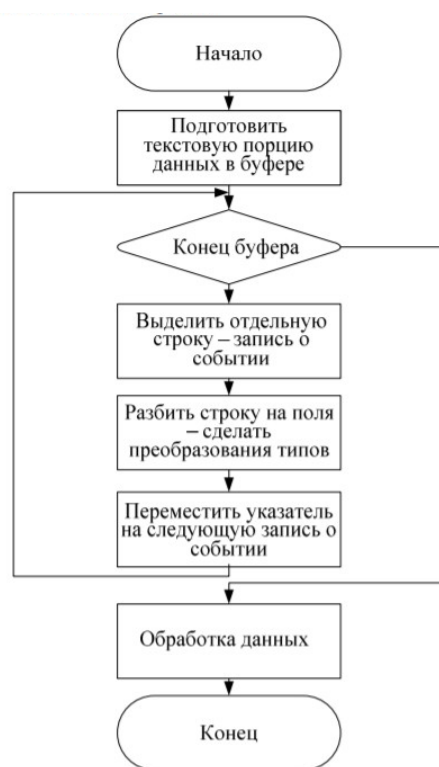 Начало
Подготовить
текстовую порцию
данных в буфере
Конец буфера
Выделить отдельную
строку – запись о
событии
Разбить строку на поля
– сделать
преобразования типов
Переместить указатель
на следующую запись о
событии
Обработка данных
Конец